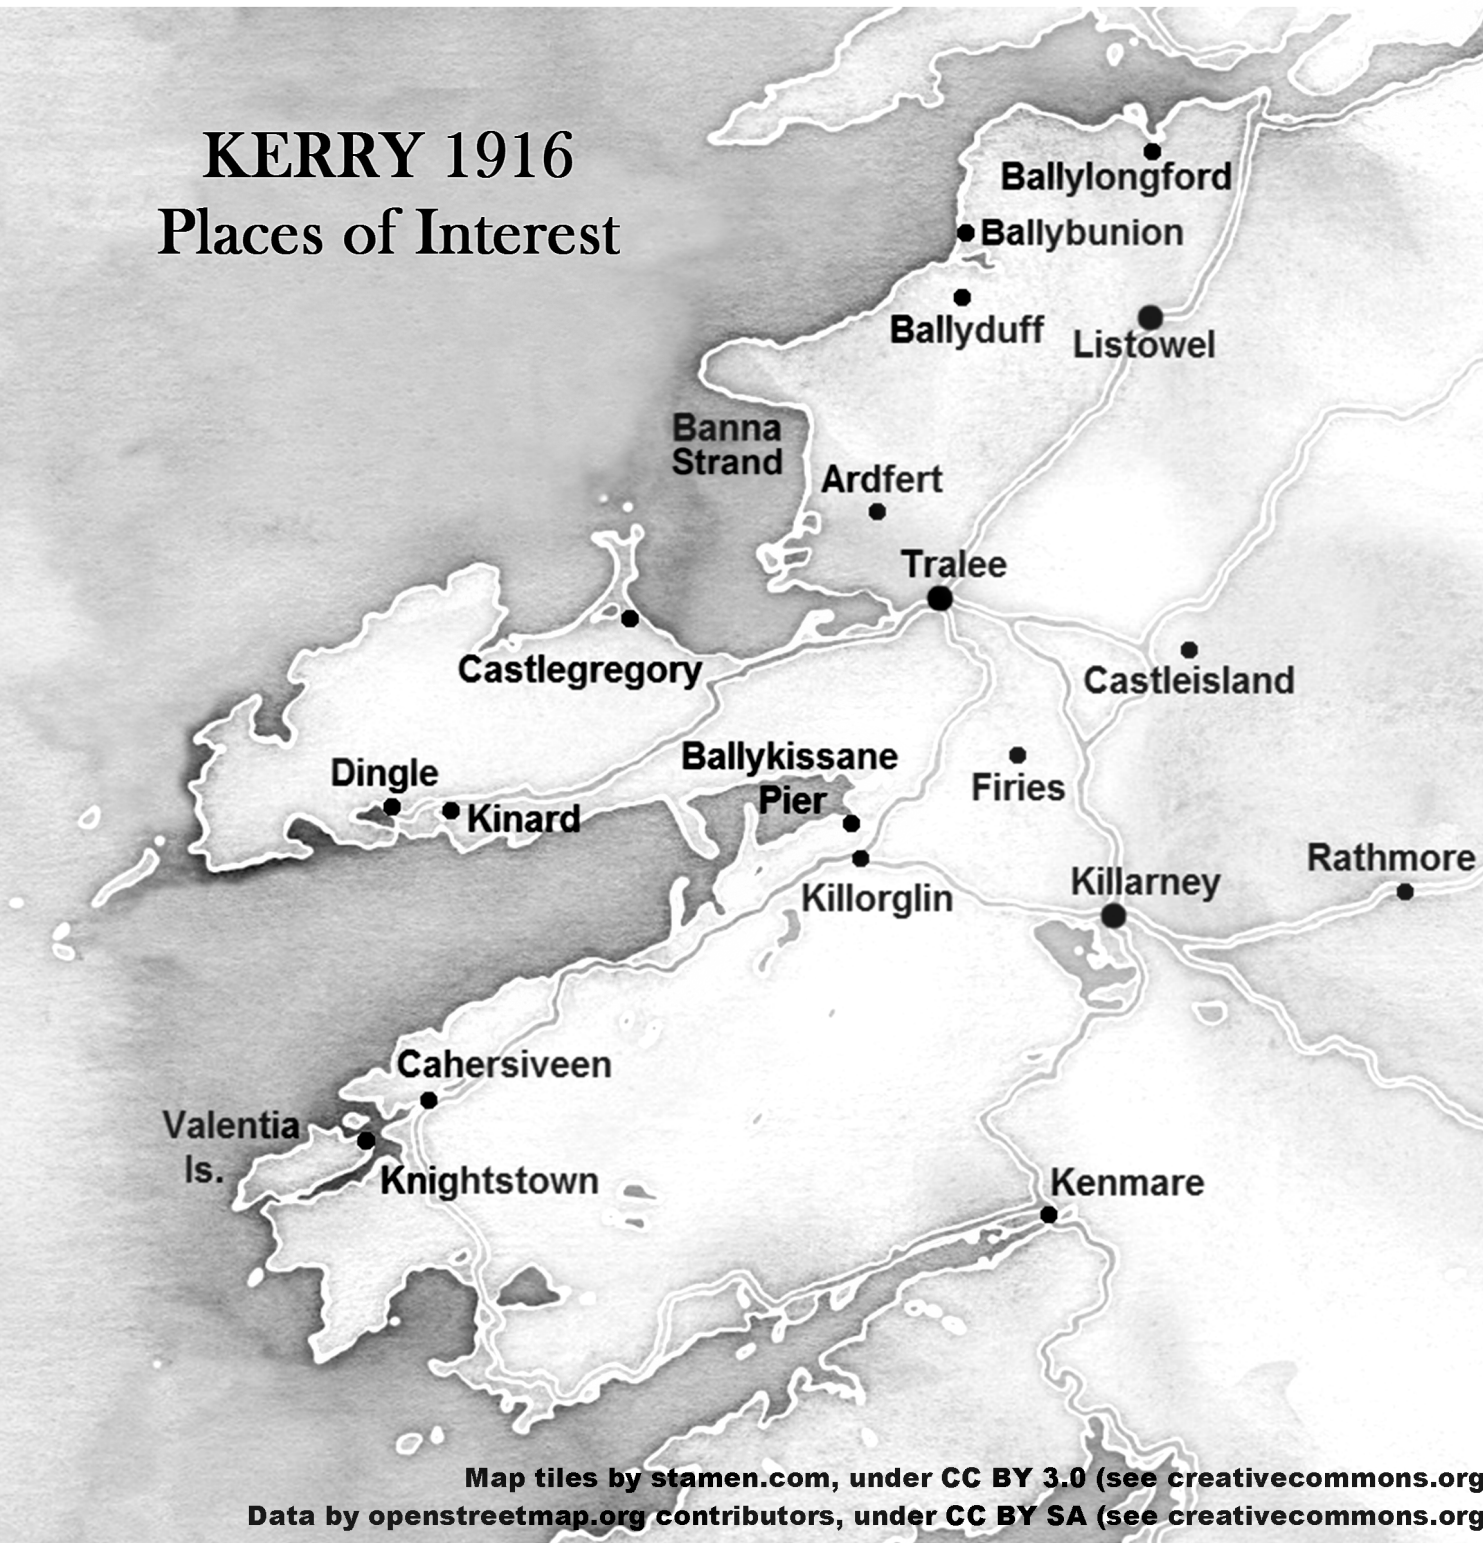 KERRY 1916
Places of Interest
Ballylongford
Ballybunion
Ballyduff
Listowel
Banna
Strand
Ardfert
Tralee
Castlegregory
Castleisland
Ballykissane
Pier
Dingle
Kinard
Firies
Killorglin
Killarney
Rathmore
Cahersiveen
Valentia
Is.
Knightstown
Kenmare
Map tiles by stamen.com, under CC BY 3.0 (see creativecommons.org
Data by openstreetmap.org contributors, under CC BY SA (see creativecommons.org